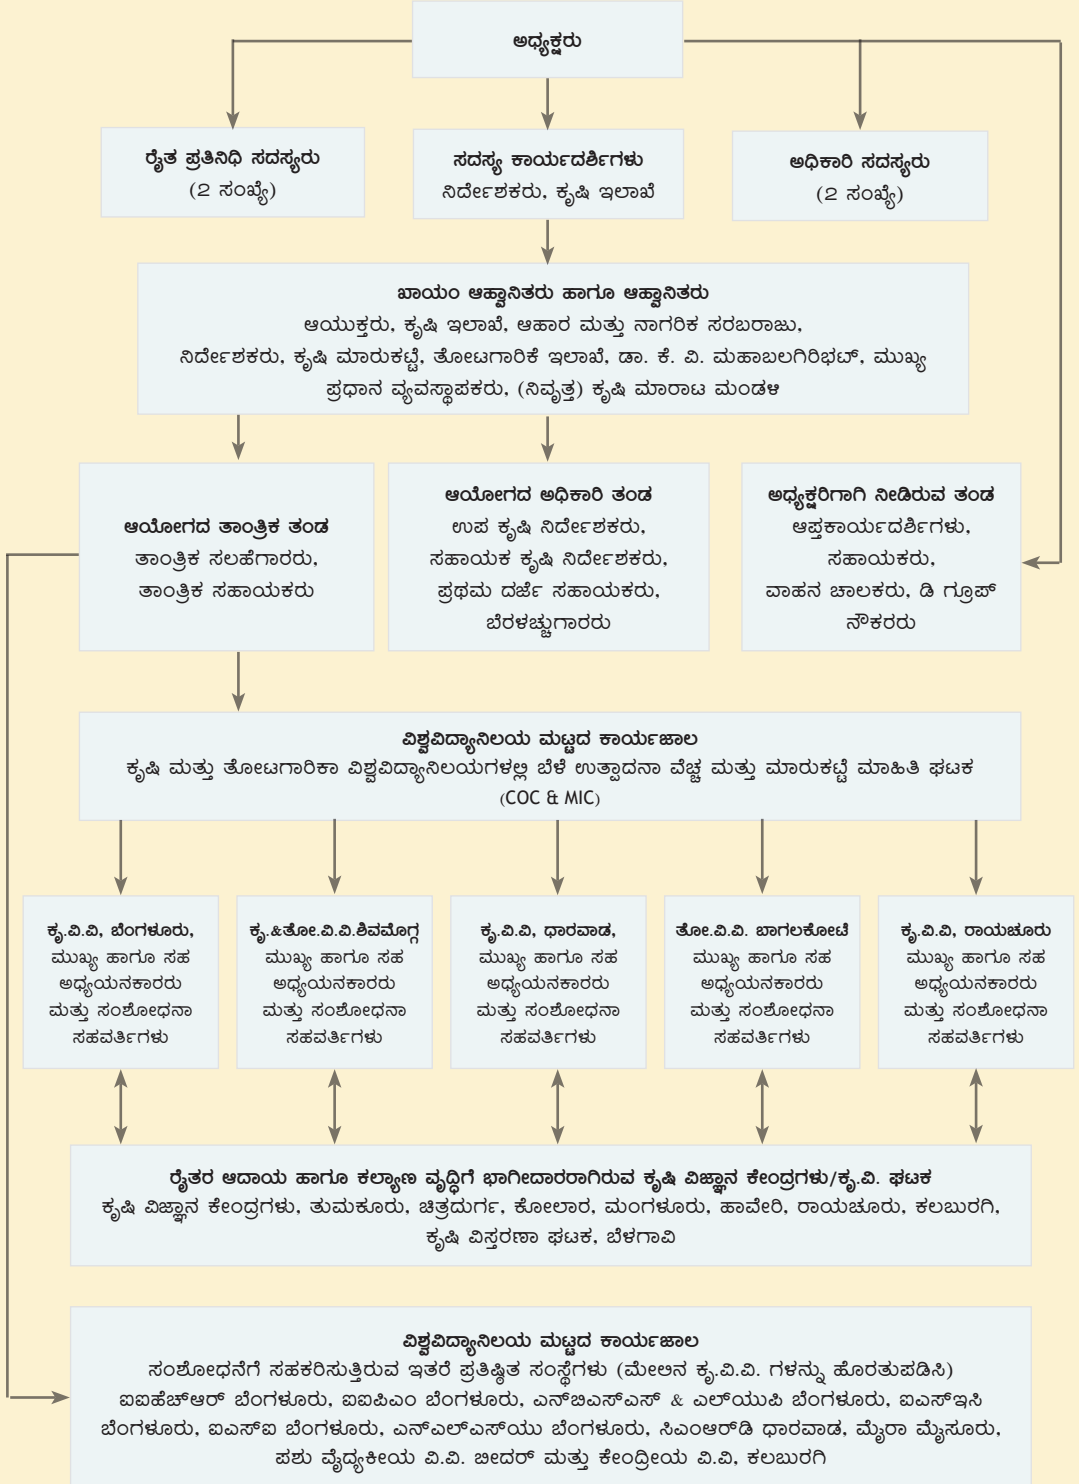 ಅಧ್ಯಕ್ಷರು
ರೈತ ಪ್ರತಿನಿಧಿ ಸದಸ್ಯರು
(2 ಸಂಖ್ಯೆ)
ಸದಸ್ಯ ಕಾರ್ಯದರ್ಶಿಗಳು
ನಿರ್ದೇಶಕರು, ಕೃಷಿ ಇಲಾಖೆ
ಅಧಿಕಾರಿ ಸದಸ್ಯರು
(2 ಸಂಖ್ಯೆ)
ಖಾಯಂ ಆಹ್ವಾನಿತರು ಹಾಗೂ ಆಹ್ವಾನಿತರು
ಆಯುಕ್ತರು, ಕೃಷಿ ಇಲಾಖೆ, ಆಹಾರ ಮತ್ತು ನಾಗರಿಕ ಸರಬರಾಜು,
ನಿರ್ದೇಶಕರು, ಕೃಷಿ ಮಾರುಕಟ್ಟೆ, ತೋಟಗಾರಿಕೆ ಇಲಾಖೆ, ಡಾ. ಕೆ. ವಿ. ಮಹಾಬಲಗಿರಿಭಟ್, ಮುಖ್ಯ
ಪ್ರಧಾನ ವ್ಯವಸ್ಥಾಪಕರು, (ನಿವೃತ್ತ) ಕೃಷಿ ಮಾರಾಟ ಮಂಡಳಿ
ಆಯೋಗದ ತಾಂತ್ರಿಕ ತಂಡ
ತಾಂತ್ರಿಕ ಸಲಹೆಗಾರರು,
ತಾಂತ್ರಿಕ ಸಹಾಯಕರು
ಆಯೋಗದ ಅಧಿಕಾರಿ ತಂಡ
ಉಪ ಕೃಷಿ ನಿರ್ದೇಶಕರು,
ಸಹಾಯಕ ಕೃಷಿ ನಿರ್ದೇಶಕರು,
ಪ್ರಥಮ ದರ್ಜೆ ಸಹಾಯಕರು,
ಬೆರಳಚ್ಚುಗಾರರು
ಅಧ್ಯಕ್ಷರಿಗಾಗಿ ನೀಡಿರುವ ತಂಡ
ಆಪ್ತಕಾರ್ಯದರ್ಶಿಗಳು,
ಸಹಾಯಕರು,
ವಾಹನ ಚಾಲಕರು, ಡಿ ಗ್ರೂಪ್
ನೌಕರರು
ವಿಶ್ವವಿದ್ಯಾನಿಲಯ ಮಟ್ಟದ ಕಾರ್ಯಜಾಲ
ಕೃಷಿ ಮತ್ತು ತೋಟಗಾರಿಕಾ ವಿಶ್ವವಿದ್ಯಾನಿಲಯಗಳಲ್ಲಿ ಬೆಳೆ ಉತ್ಪಾದನಾ ವೆಚ್ಚ ಮತ್ತು ಮಾರುಕಟ್ಟೆ ಮಾಹಿತಿ ಘಟಕ
(COC & MIC)
ಕೃ.ವಿ.ವಿ, ಬೆಂಗಳೂರು,
ಮುಖ್ಯ ಹಾಗೂ ಸಹ
ಅಧ್ಯಯನಕಾರರು
ಮತ್ತು ಸಂಶೋಧನಾ
ಸಹವರ್ತಿಗಳು
ಕೃ.&ತೋ.ವಿ.ವಿ.ಶಿವಮೊಗ್ಗ
ಮುಖ್ಯ ಹಾಗೂ ಸಹ
ಅಧ್ಯಯನಕಾರರು
ಮತ್ತು ಸಂಶೋಧನಾ
ಸಹವರ್ತಿಗಳು
ಕೃ.ವಿ.ವಿ, ಧಾರವಾಡ,
ಮುಖ್ಯ ಹಾಗೂ ಸಹ
ಅಧ್ಯಯನಕಾರರು
ಮತ್ತು ಸಂಶೋಧನಾ
ಸಹವರ್ತಿಗಳು
ತೋ.ವಿ.ವಿ. ಬಾಗಲಕೋಟೆ
ಮುಖ್ಯ ಹಾಗೂ ಸಹ
ಅಧ್ಯಯನಕಾರರು
ಮತ್ತು ಸಂಶೋಧನಾ
ಸಹವರ್ತಿಗಳು
ಕೃ.ವಿ.ವಿ, ರಾಯಚೂರು
ಮುಖ್ಯ ಹಾಗೂ ಸಹ
ಅಧ್ಯಯನಕಾರರು
ಮತ್ತು ಸಂಶೋಧನಾ
ಸಹವರ್ತಿಗಳು
ರೈತರ ಆದಾಯ ಹಾಗೂ ಕಲ್ಯಾಣ ವೃದ್ಧಿಗೆ ಭಾಗೀದಾರರಾಗಿರುವ ಕೃಷಿ ವಿಜ್ಞಾನ ಕೇಂದ್ರಗಳು/ಕೃ.ವಿ. ಘಟಕ
ಕೃಷಿ ವಿಜ್ಞಾನ ಕೇಂದ್ರಗಳು, ತುಮಕೂರು, ಚಿತ್ರದುರ್ಗ, ಕೋಲಾರ, ಮಂಗಳೂರು, ಹಾವೇರಿ, ರಾಯಚೂರು, ಕಲಬುರಗಿ,
ಕೃಷಿ ವಿಸ್ತರಣಾ ಘಟಕ, ಬೆಳಗಾವಿ
ವಿಶ್ವವಿದ್ಯಾನಿಲಯ ಮಟ್ಟದ ಕಾರ್ಯಜಾಲ
ಸಂಶೋಧನೆಗೆ ಸಹಕರಿಸುತ್ತಿರುವ ಇತರೆ ಪ್ರತಿಷ್ಠಿತ ಸಂಸ್ಥೆಗಳು (ಮೇಲಿನ ಕೃ.ವಿ.ವಿ. ಗಳನ್ನು ಹೊರತುಪಡಿಸಿ)
ಐಐಹೆಚ್‌ಆರ್ ಬೆಂಗಳೂರು, ಐಐಪಿಎಂ ಬೆಂಗಳೂರು, ಎನ್‌ಬಿಎಸ್‌ಎಸ್ & ಎಲ್‌ಯುಪಿ ಬೆಂಗಳೂರು, ಐಎಸ್‌ಇಸಿ
ಬೆಂಗಳೂರು, ಐಎಸ್‌ಐ ಬೆಂಗಳೂರು, ಎನ್‌ಎಲ್‌ಎಸ್‌ಯು ಬೆಂಗಳೂರು, ಸಿಎಂಆರ್‌ಡಿ ಧಾರವಾಡ, ಮೈರಾ ಮೈಸೂರು,
ಪಶು ವೈದ್ಯಕೀಯ ವಿ.ವಿ. ಬೀದರ್ ಮತ್ತು ಕೇಂದ್ರೀಯ ವಿ.ವಿ, ಕಲಬುರಗಿ